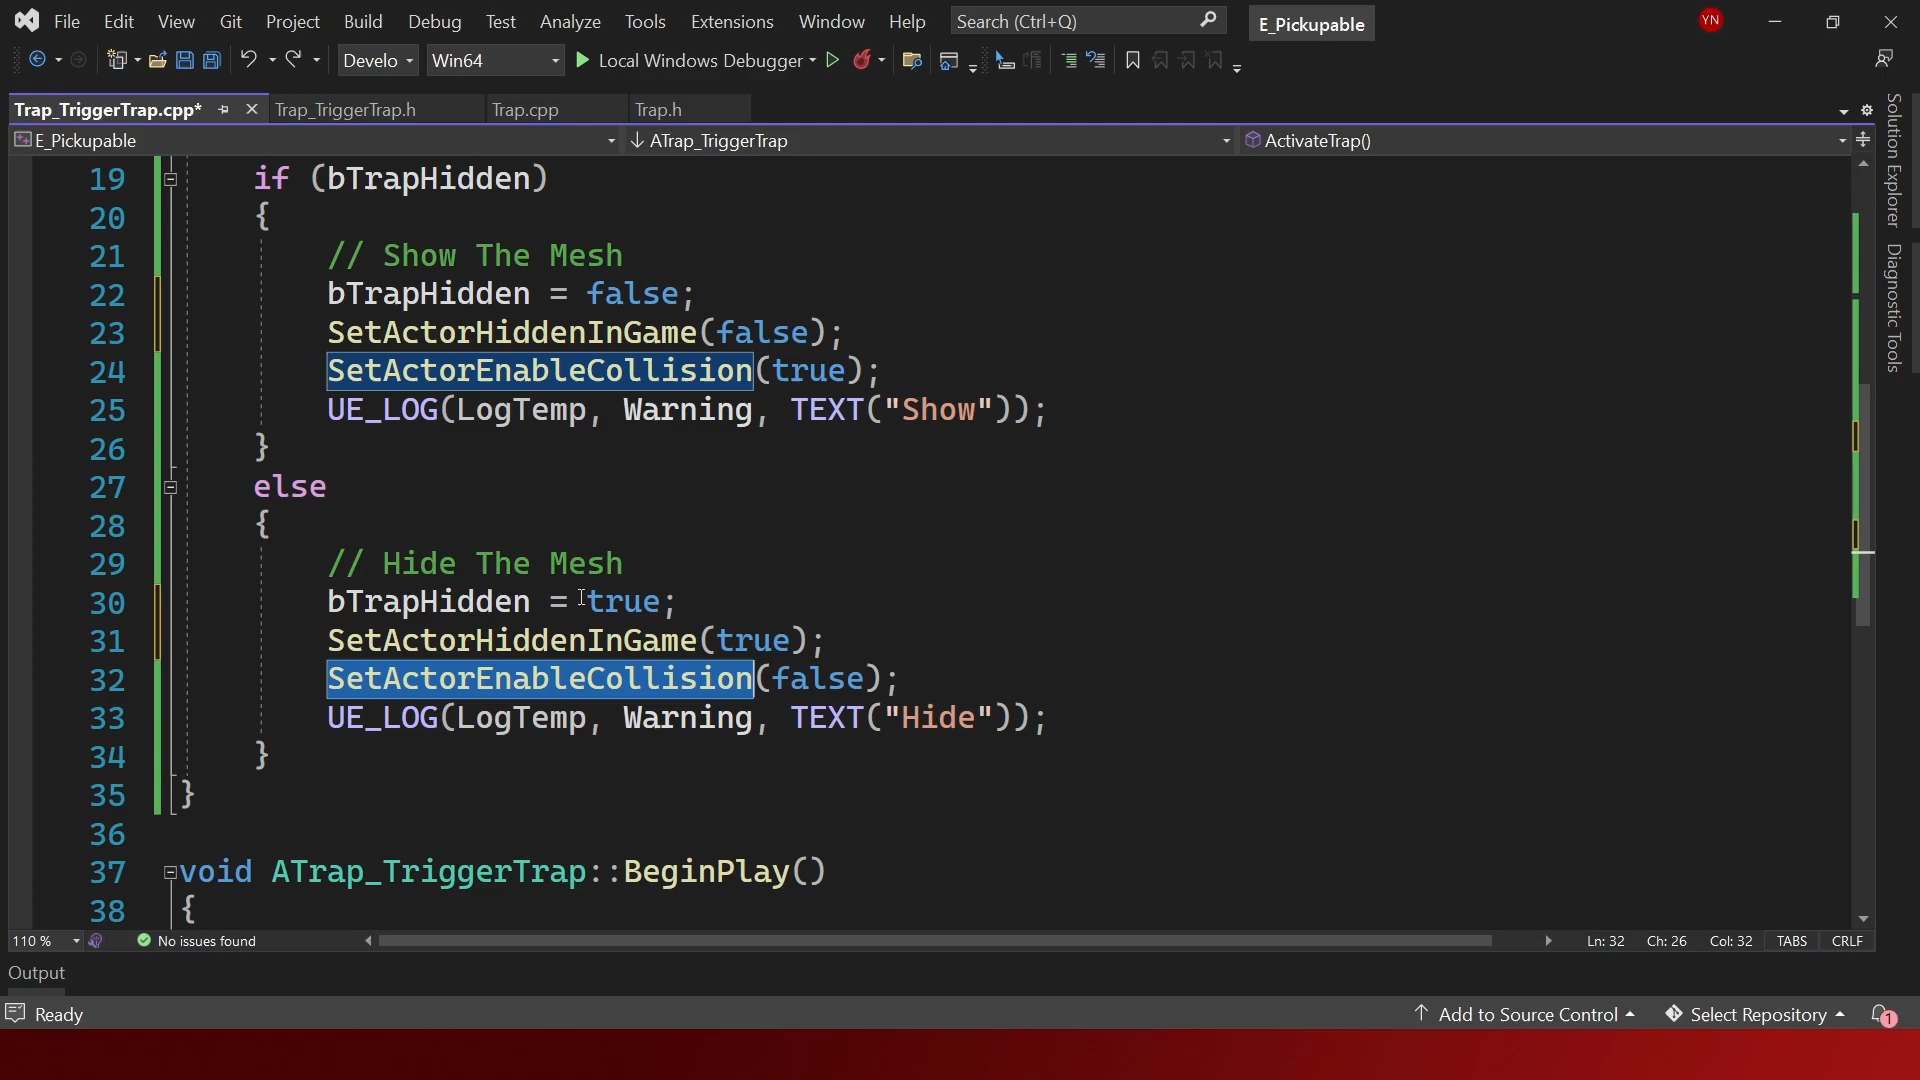 File Edit View Git Project Build Debug Test Analyze Tools Extensions Window Help Search (Ctrl+Q) E_Pickupable YN
Develo Win64 Local Windows Debugger
Trap_TriggerTrap.cpp* Trap_TriggerTrap.h Trap.cpp Trap.h
E_Pickupable ATrap_TriggerTrap ActivateTrap()
19 if (bTrapHidden)
20 {
21 // Show The Mesh
22 bTrapHidden = false;
23 SetActorHiddenInGame(false);
24 SetActorEnableCollision(true);
25 UE_LOG(LogTemp, Warning, TEXT("Show"));
26 }
27 else
28 {
29 // Hide The Mesh
30 bTrapHidden = true;
31 SetActorHiddenInGame(true);
32 SetActorEnableCollision(false);
33 UE_LOG(LogTemp, Warning, TEXT("Hide"));
34 }
35 }
36
37 void ATrap_TriggerTrap::BeginPlay()
38 {
Solution Explorer
Diagnostic Tools
110 % No issues found Ln: 32 Ch: 26 Col: 32 TABS CRLF
Output
Ready Add to Source Control Select Repository 1